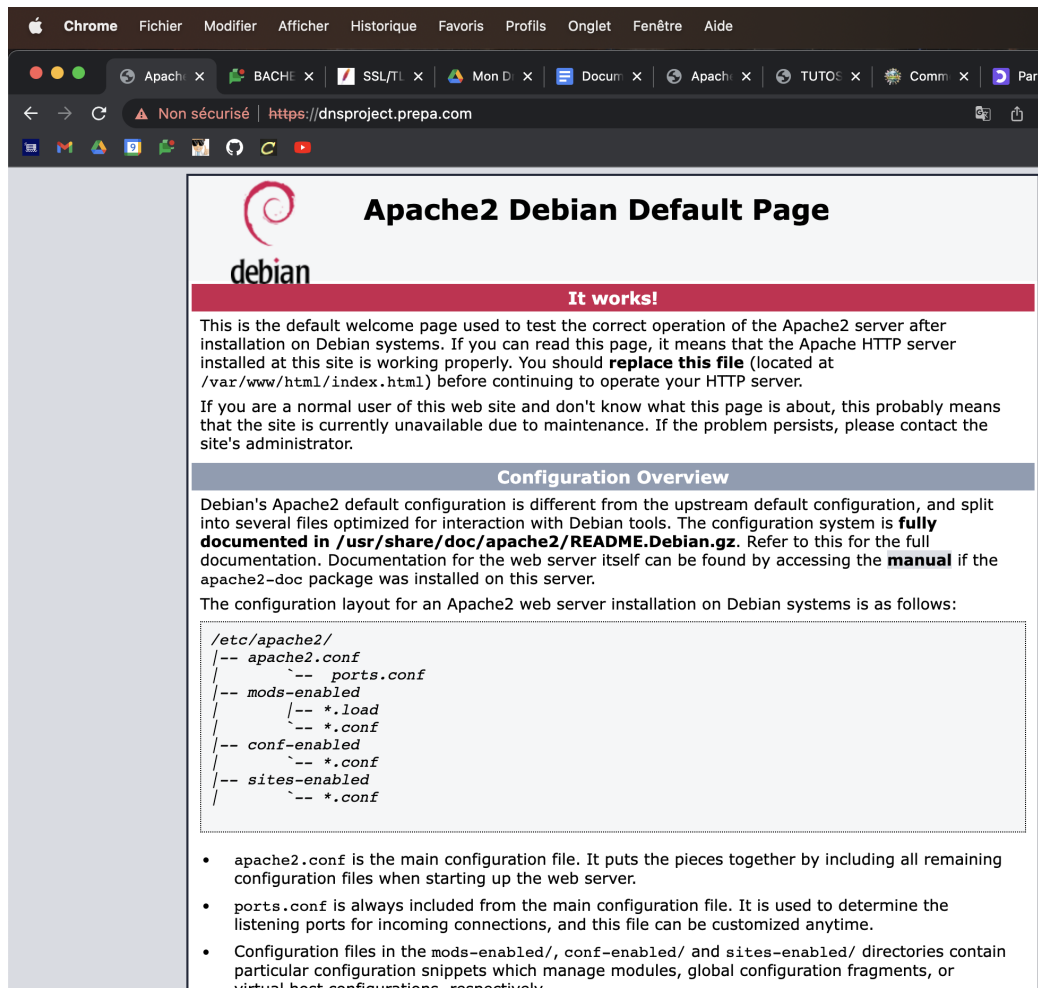 Chrome Fichier Modifier Afficher Historique Favoris Profils Onglet Fenêtre Aide
Apache BACHE SSL/TL Mon D Docum Apach TUTOS Comm Par
Non sécurisé https://dnsproject.prepa.com
9
Apache2 Debian Default Page
debian
It works!
This is the default welcome page used to test the correct operation of the Apache2 server after
installation on Debian systems. If you can read this page, it means that the Apache HTTP server
installed at this site is working properly. You should replace this file (located at
/var/www/html/index.html) before continuing to operate your HTTP server.
If you are a normal user of this web site and don't know what this page is about, this probably means
that the site is currently unavailable due to maintenance. If the problem persists, please contact the
site's administrator.
Configuration Overview
Debian's Apache2 default configuration is different from the upstream default configuration, and split
into several files optimized for interaction with Debian tools. The configuration system is fully
documented in /usr/share/doc/apache2/README.Debian.gz. Refer to this for the full
documentation. Documentation for the web server itself can be found by accessing the manual if the
apache2-doc package was installed on this server.
The configuration layout for an Apache2 web server installation on Debian systems is as follows:
/etc/apache2/
|-- apache2.conf
|       `--  ports.conf
|-- mods-enabled
|       |-- *.load
|       `-- *.conf
|-- conf-enabled
|       `-- *.conf
|-- sites-enabled
|       `-- *.conf
• apache2.conf is the main configuration file. It puts the pieces together by including all remaining
configuration files when starting up the web server.
• ports.conf is always included from the main configuration file. It is used to determine the
listening ports for incoming connections, and this file can be customized anytime.
• Configuration files in the mods-enabled/, conf-enabled/ and sites-enabled/ directories contain
particular configuration snippets which manage modules, global configuration fragments, or
virtual host configurations, respectively.